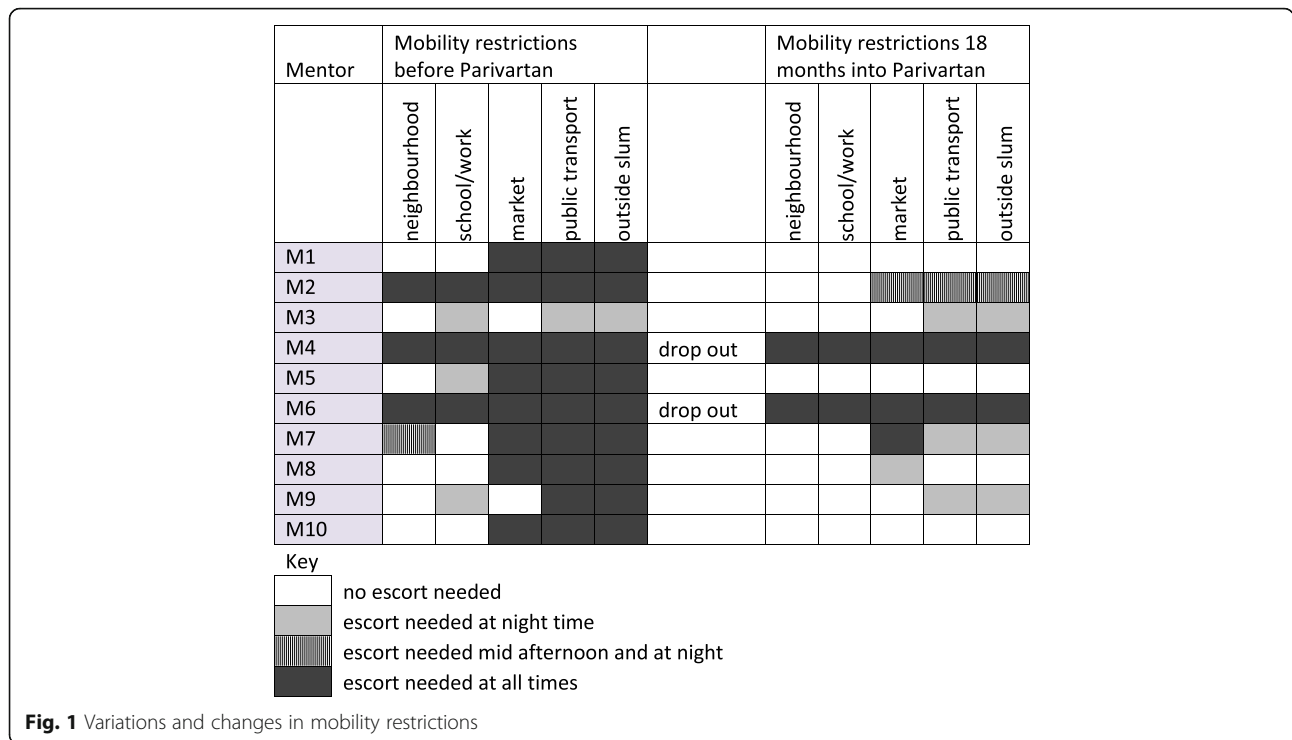 Mentor
Mobility restrictions
before Parivartan
Mobility restrictions 18
months into Parivartan
neighbourhood
school/work
market
public transport
outside slum
neighbourhood
school/work
market
public transport
outside slum
M1
M2
M3
M4 drop out
M5
M6 drop out
M7
M8
M9
M10
Key
no escort needed
escort needed at night time
escort needed mid afternoon and at night
escort needed at all times
Fig. 1 Variations and changes in mobility restrictions